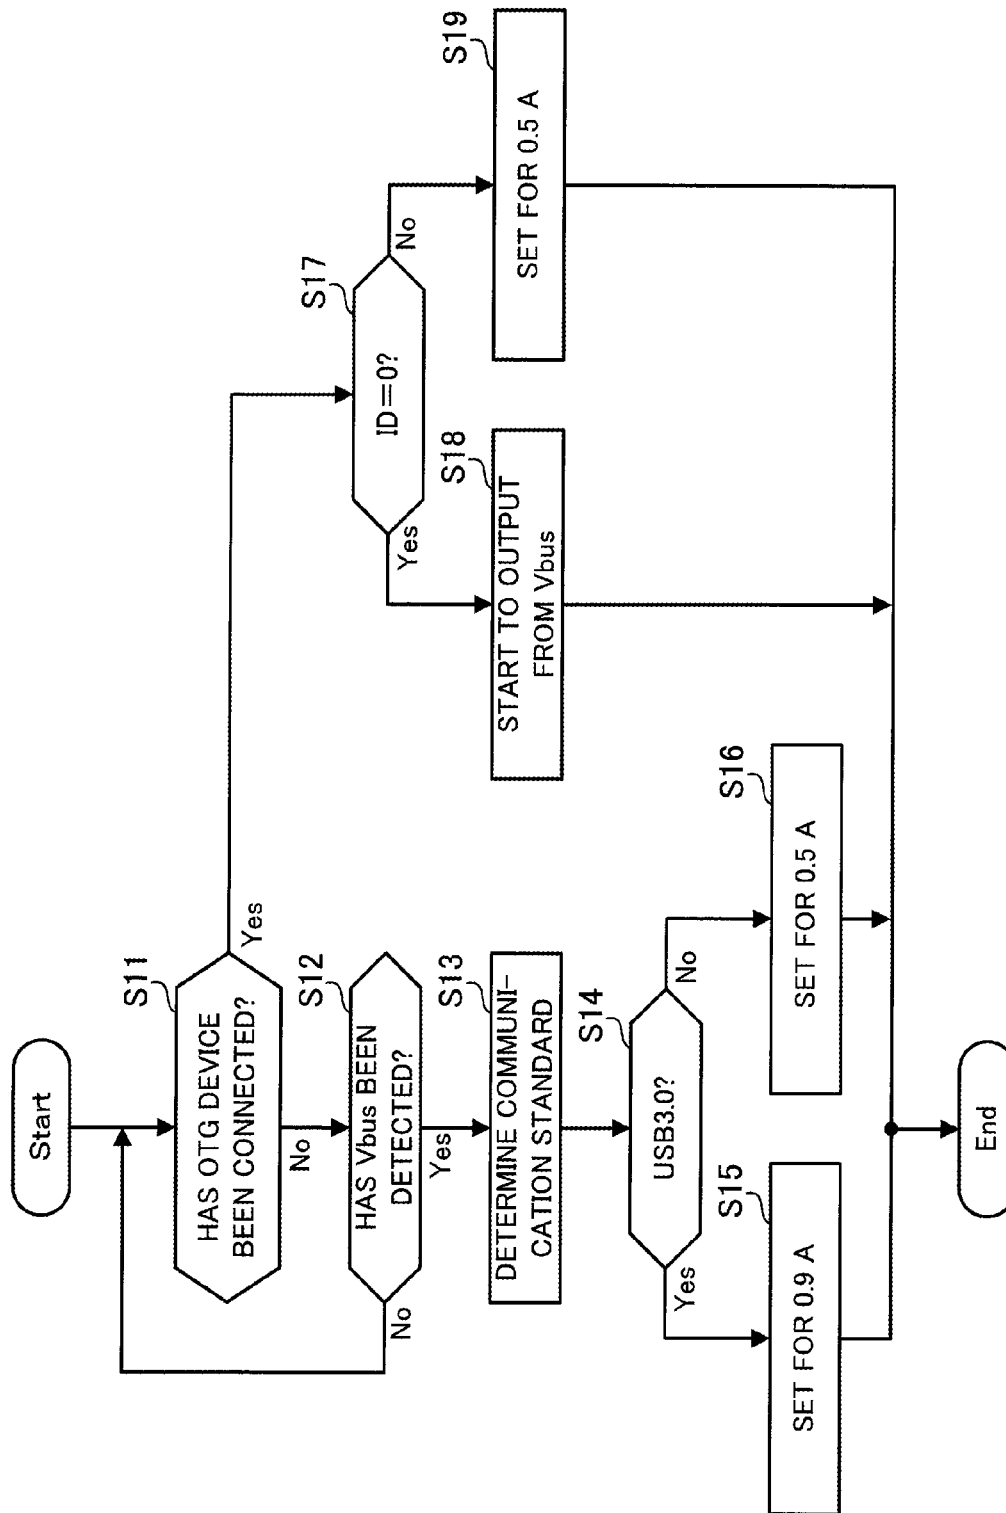 Start
S11
HAS OTG DEVICE
BEEN CONNECTED?
Yes
No
S12
HAS Vbus BEEN
DETECTED?
No
Yes
S13
DETERMINE COMMUNI-
CATION STANDARD
S14
USB3.0?
Yes
No
S15
SET FOR 0.9 A
S16
SET FOR 0.5 A
S17
ID=0?
Yes
No
S18
START TO OUTPUT
FROM Vbus
S19
SET FOR 0.5 A
End